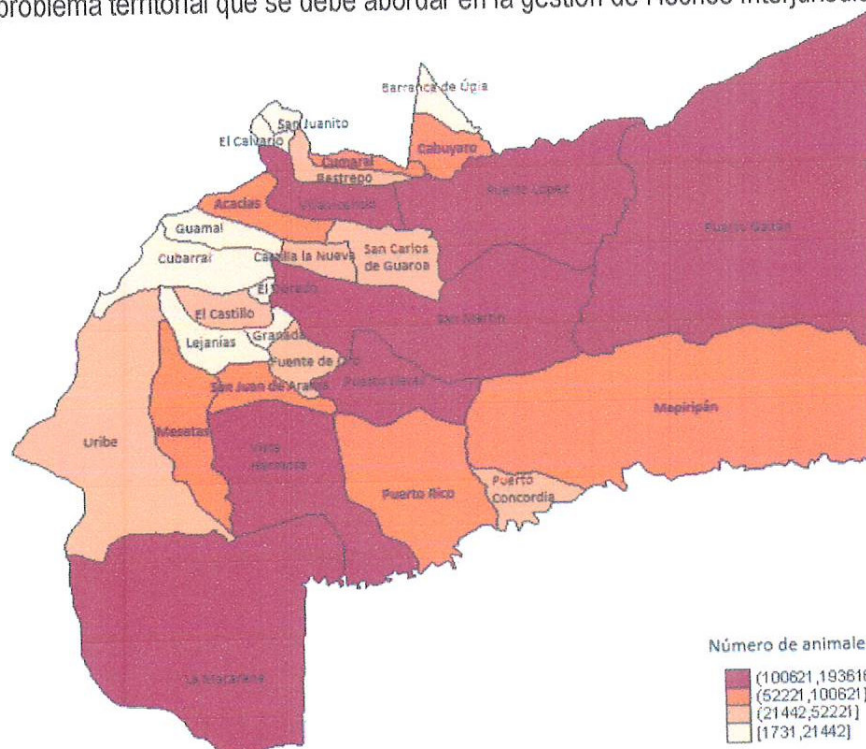 problema territorial que se debe abordar en la gestión de Hechos Interjurisdic
Barranca de Úpia
San Juanito
El Calvario
Cumaral
Cabuyaro
Restrepo
Puerto López
Acacias
Villavicencio
Guamal
Puerto Gaitán
Cubarral
Castilla la Nueva
San Carlos
de Guaroa
El Dorado
El Castillo
San Martín
Granada
Lejanías
Fuente de Oro
San Juan de Arama
Puerto Lleras
Mapiripán
Uribe
Mesetas
Vista
Hermosa
Puerto Rico
Puerto
Concordia
La Macarena
Número de animale
(100621,193616
(52221,100621]
(21442,52221]
[1731,21442]